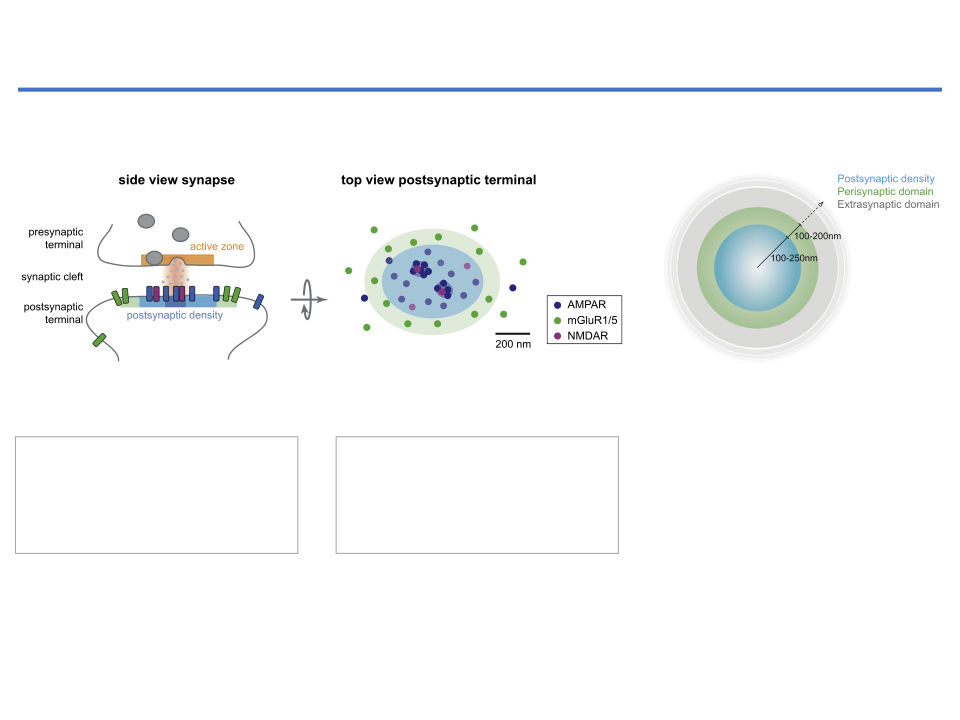 side view synapse
presynaptic
terminal
active zone
synaptic cleft
postsynaptic
terminal
postsynaptic density
top view postsynaptic terminal
AMPAR
mGluR1/5
NMDAR
200 nm
Postsynaptic density
Perisynaptic domain
Extrasynaptic domain
100-200nm
100-250nm